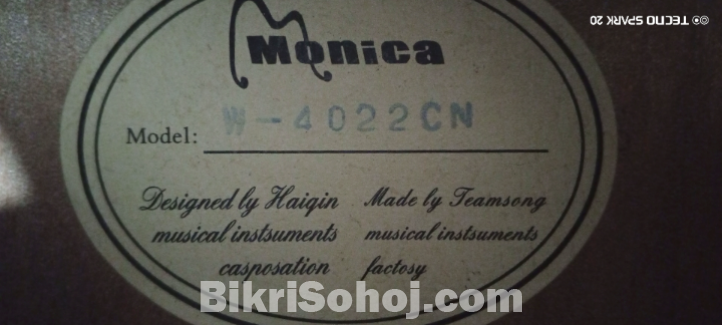 TECNO SPARK 20
Monica
Model: W-4022CN
Designed by Haiqin
musical instsuments
casposation
Made by Teamsong
musical instsuments
factosy
BikriSohoj.com